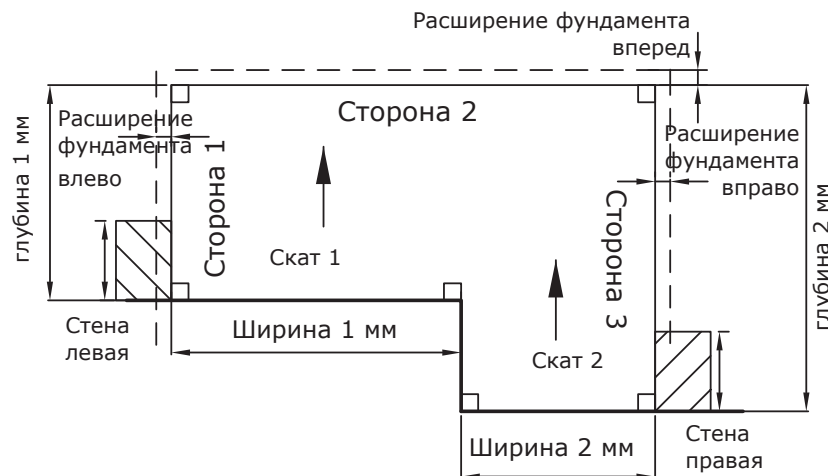 Расширение фундамента
вперед
Сторона 2
глубина 1 мм
Расширение
фундамента
влево
Сторона 1
Расширение
фундамента
вправо
Сторона 3
глубина 2 мм
Скат 1
Стена
левая
Ширина 1 мм
Скат 2
Ширина 2 мм
Стена
правая